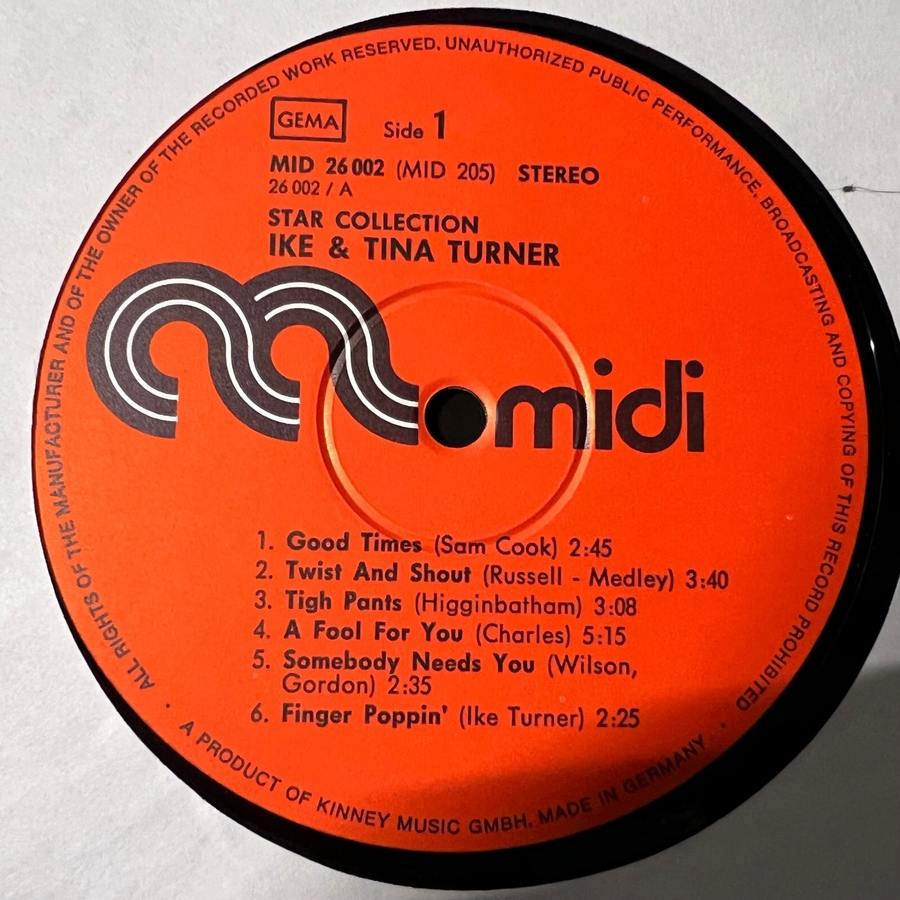 ALL RIGHTS OF THE MANUFACTURER AND OF THE OWNER OF THE RECORDED WORK RESERVED. UNAUTHORIZED PUBLIC PERFORMANCE, BROADCASTING AND COPYING OF THIS RECORD PROHIBITED
GEMA Side 1
MID 26 002 (MID 205) STEREO
26 002 / A
STAR COLLECTION
IKE & TINA TURNER
midi
1. Good Times (Sam Cook) 2:45
2. Twist And Shout (Russell - Medley) 3:40
3. Tigh Pants (Higginbatham) 3:08
4. A Fool For You (Charles) 5:15
5. Somebody Needs You (Wilson,
Gordon) 2:35
6. Finger Poppin' (Ike Turner) 2:25
· A PRODUCT OF KINNEY MUSIC GMBH. MADE IN GERMANY ·